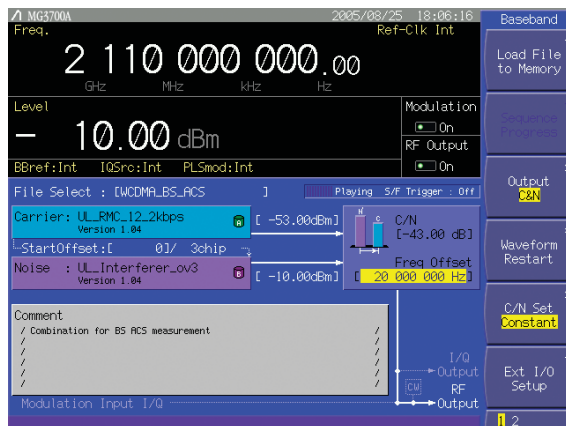 MG3700A 2005/08/25 18:06:16
Baseband
Freq. Ref-Clk Int
2 110 000 000.00
GHz MHz kHz Hz
Load File
to Memory
Level
- 10.00 dBm
Modulation
On
RF Output
On
Sequence
Progress
BBref:Int IQSrc:Int PLSmod:Int
File Select : [WCDMA_BS_ACS ] Playing S/F Trigger : Off
Output
C&N
Carrier: UL_RMC_12_2kbps A [ -53.00dBm]
Version 1.04
N C C/N
[-43.00 dB]
StartOffset:[ 0]/ 3chip
Noise : UL_Interferer_ov3 B [ -10.00dBm]
Version 1.04
Freq Offset
[ 20 000 000 Hz]
Waveform
Restart
C/N Set
Constant
Comment
/ Combination for BS ACS measurement /
/ /
/ /
/ /
/ /
I/Q
Output
CW RF
Output
Modulation Input I/Q
Ext I/O
Setup
1 2